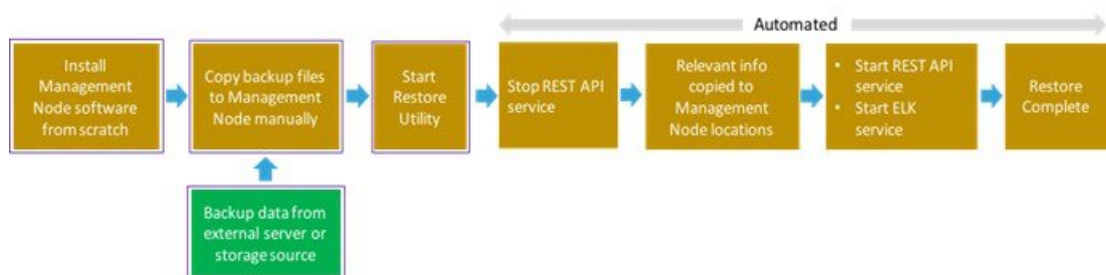 Automated
Install
Management
Node software
from scratch
Copy backup files
to Management
Node manually
Start
Restore
Utility
Stop REST API
service
Relevant info
copied to
Management
Node locations
• Start REST API
service
• Start ELK
service
Restore
Complete
Backup data from
external server or
storage source